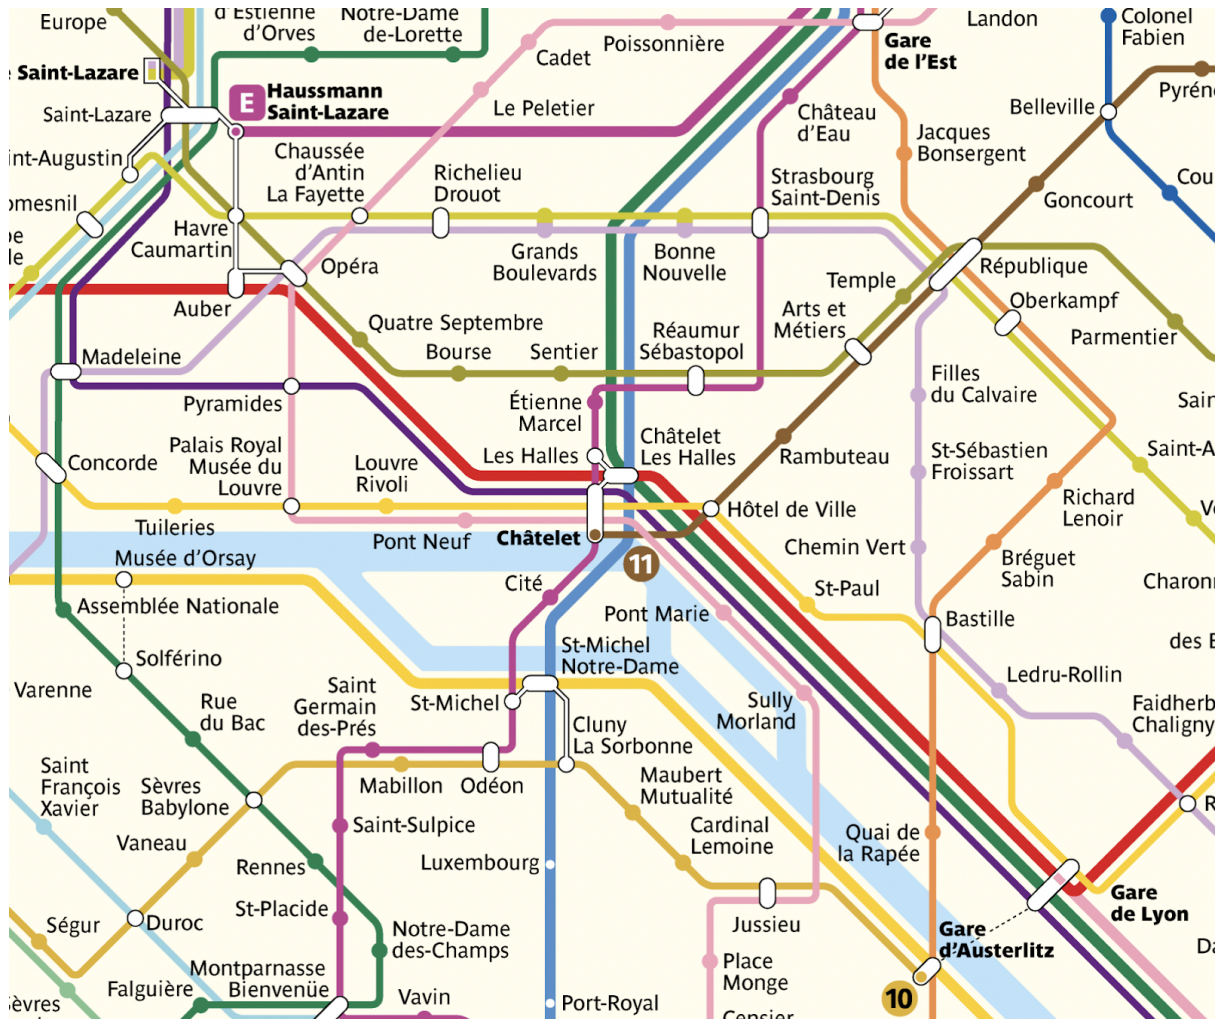 d'Estienne
d'Orves
Notre-Dame
de-Lorette
Europe
Saint-Lazare
Saint-Lazare
E
Haussmann
Saint-Lazare
Cadet
Poissonnière
Le Peletier
Landon
Gare
de l'Est
Château
d'Eau
Jacques
Bonsergent
Colonel
Fabien
Belleville
Goncourt
Chaussée
d'Antin
La Fayette
Richelieu
Drouot
Strasbourg
Saint-Denis
Havre
Caumartin
Grands
Boulevards
Bonne
Nouvelle
Opéra
Auber
Temple
République
Oberkampf
Parmentier
Arts et
Métiers
Quatre Septembre
Bourse
Sentier
Réaumur
Sébastopol
Madeleine
Pyramides
Étienne
Marcel
Filles
du Calvaire
Palais Royal
Musée du
Louvre
Louvre
Rivoli
Les Halles
Châtelet
Les Halles
Rambuteau
St-Sébastien
Froissart
Richard
Lenoir
Concorde
Tuileries
Pont Neuf
Châtelet
Hôtel de Ville
11
Chemin Vert
Bréguet
Sabin
Musée d'Orsay
Assemblée Nationale
Cité
Pont Marie
St-Paul
Bastille
Solférino
St-Michel
Notre-Dame
Varenne
Rue
du Bac
Saint
Germain
des-Prés
St-Michel
Cluny
La Sorbonne
Sully
Morland
Ledru-Rollin
Saint
François
Xavier
Sèvres
Babylone
Mabillon
Odéon
Maubert
Mutualité
Vaneau
Saint-Sulpice
Cardinal
Lemoine
Quai de
la Rapée
Rennes
Luxembourg
St-Placide
Gare
de Lyon
Ségur
Duroc
Notre-Dame
des-Champs
Jussieu
Gare
d'Austerlitz
Montparnasse
Bienvenüe
Falguière
Vavin
Port-Royal
Place
Monge
10